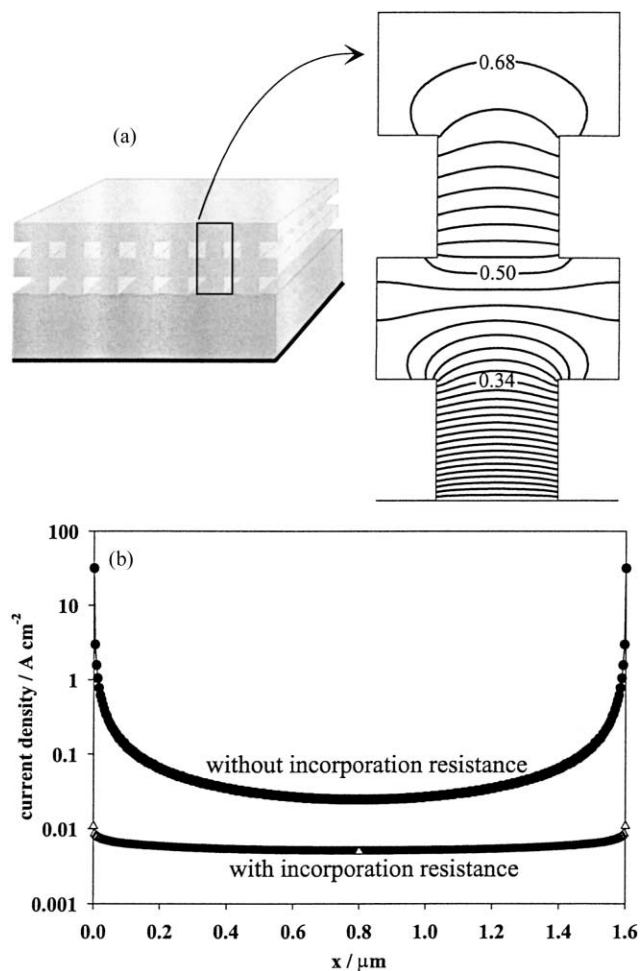 (a)
0.68
0.50
0.34
100
(b)
10
1
0.1
0.01
0.001
current density / A cm⁻²
without incorporation resistance
with incorporation resistance
0.0 0.2 0.4 0.6 0.8 1.0 1.2 1.4 1.6
x / μm